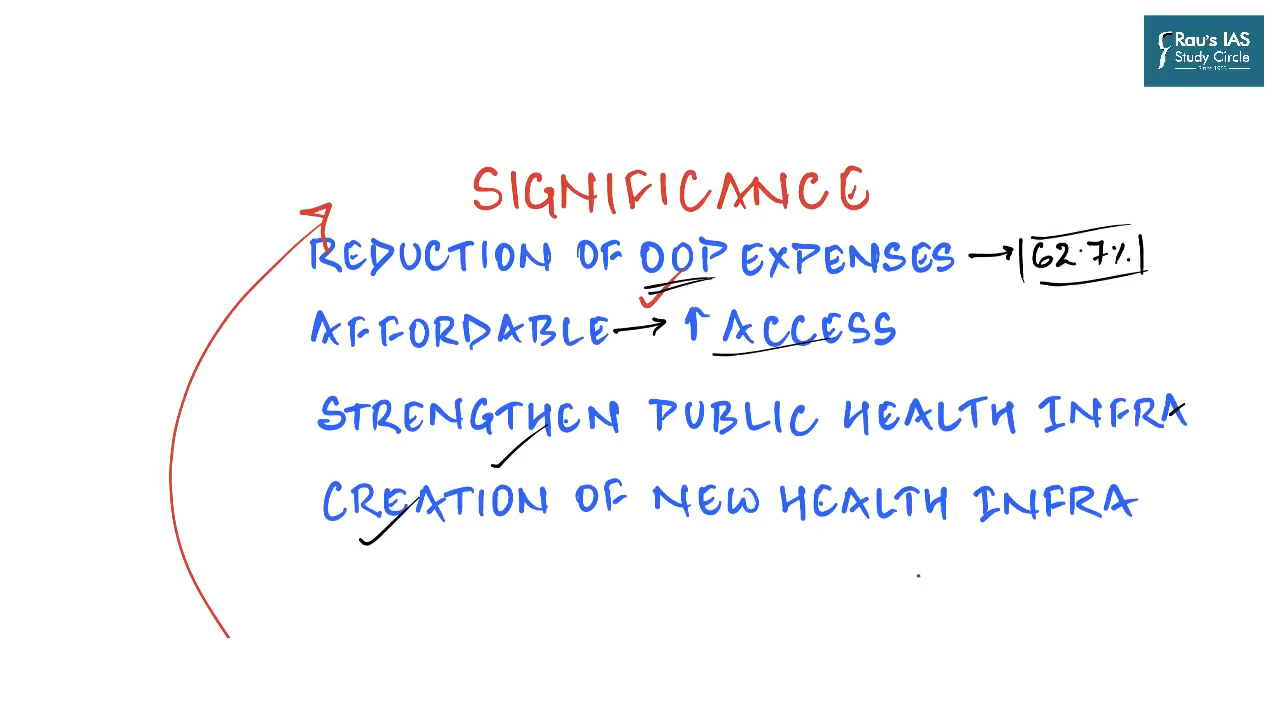 Rau's IAS
Study Circle
SIGNIFICANCE
REDUCTION OF OOP EXPENSES → 62.7%
AFFORDABLE → ↑ ACCESS
STRENGTHEN PUBLIC HEALTH INFRA
CREATION OF NEW HEALTH INFRA